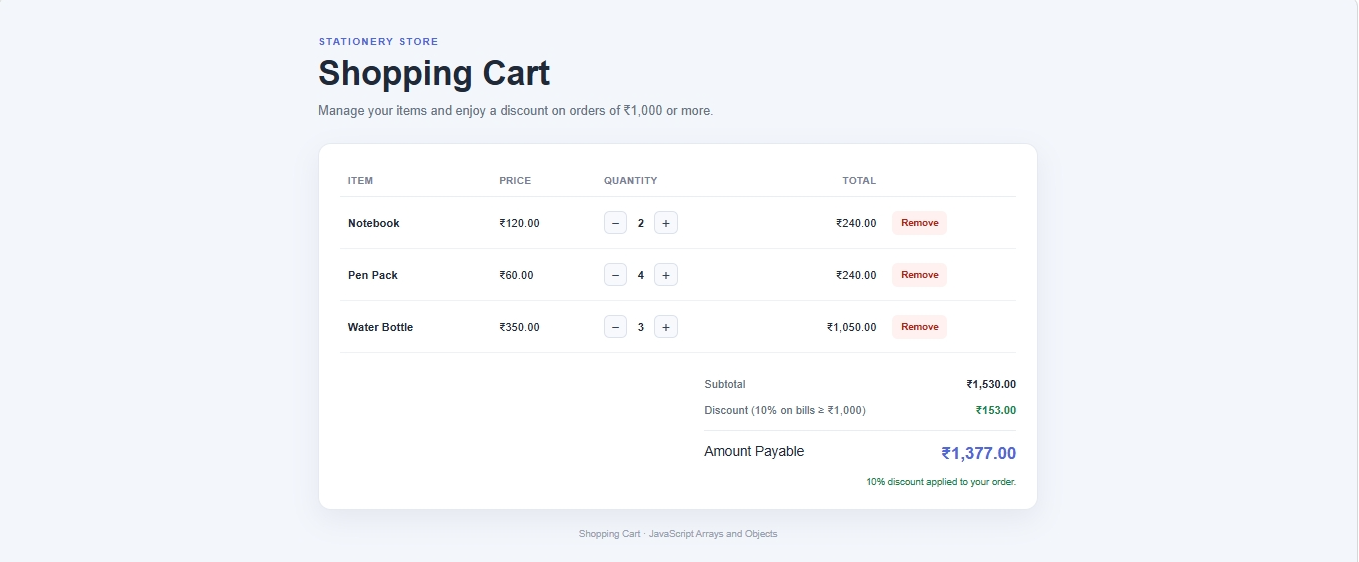 STATIONERY STORE
Shopping Cart
Manage your items and enjoy a discount on orders of ₹1,000 or more.
ITEM PRICE QUANTITY TOTAL
Notebook ₹120.00 − 2 + ₹240.00 Remove
Pen Pack ₹60.00 − 4 + ₹240.00 Remove
Water Bottle ₹350.00 − 3 + ₹1,050.00 Remove
Subtotal ₹1,530.00
Discount (10% on bills ≥ ₹1,000) ₹153.00
Amount Payable ₹1,377.00
10% discount applied to your order.
Shopping Cart · JavaScript Arrays and Objects